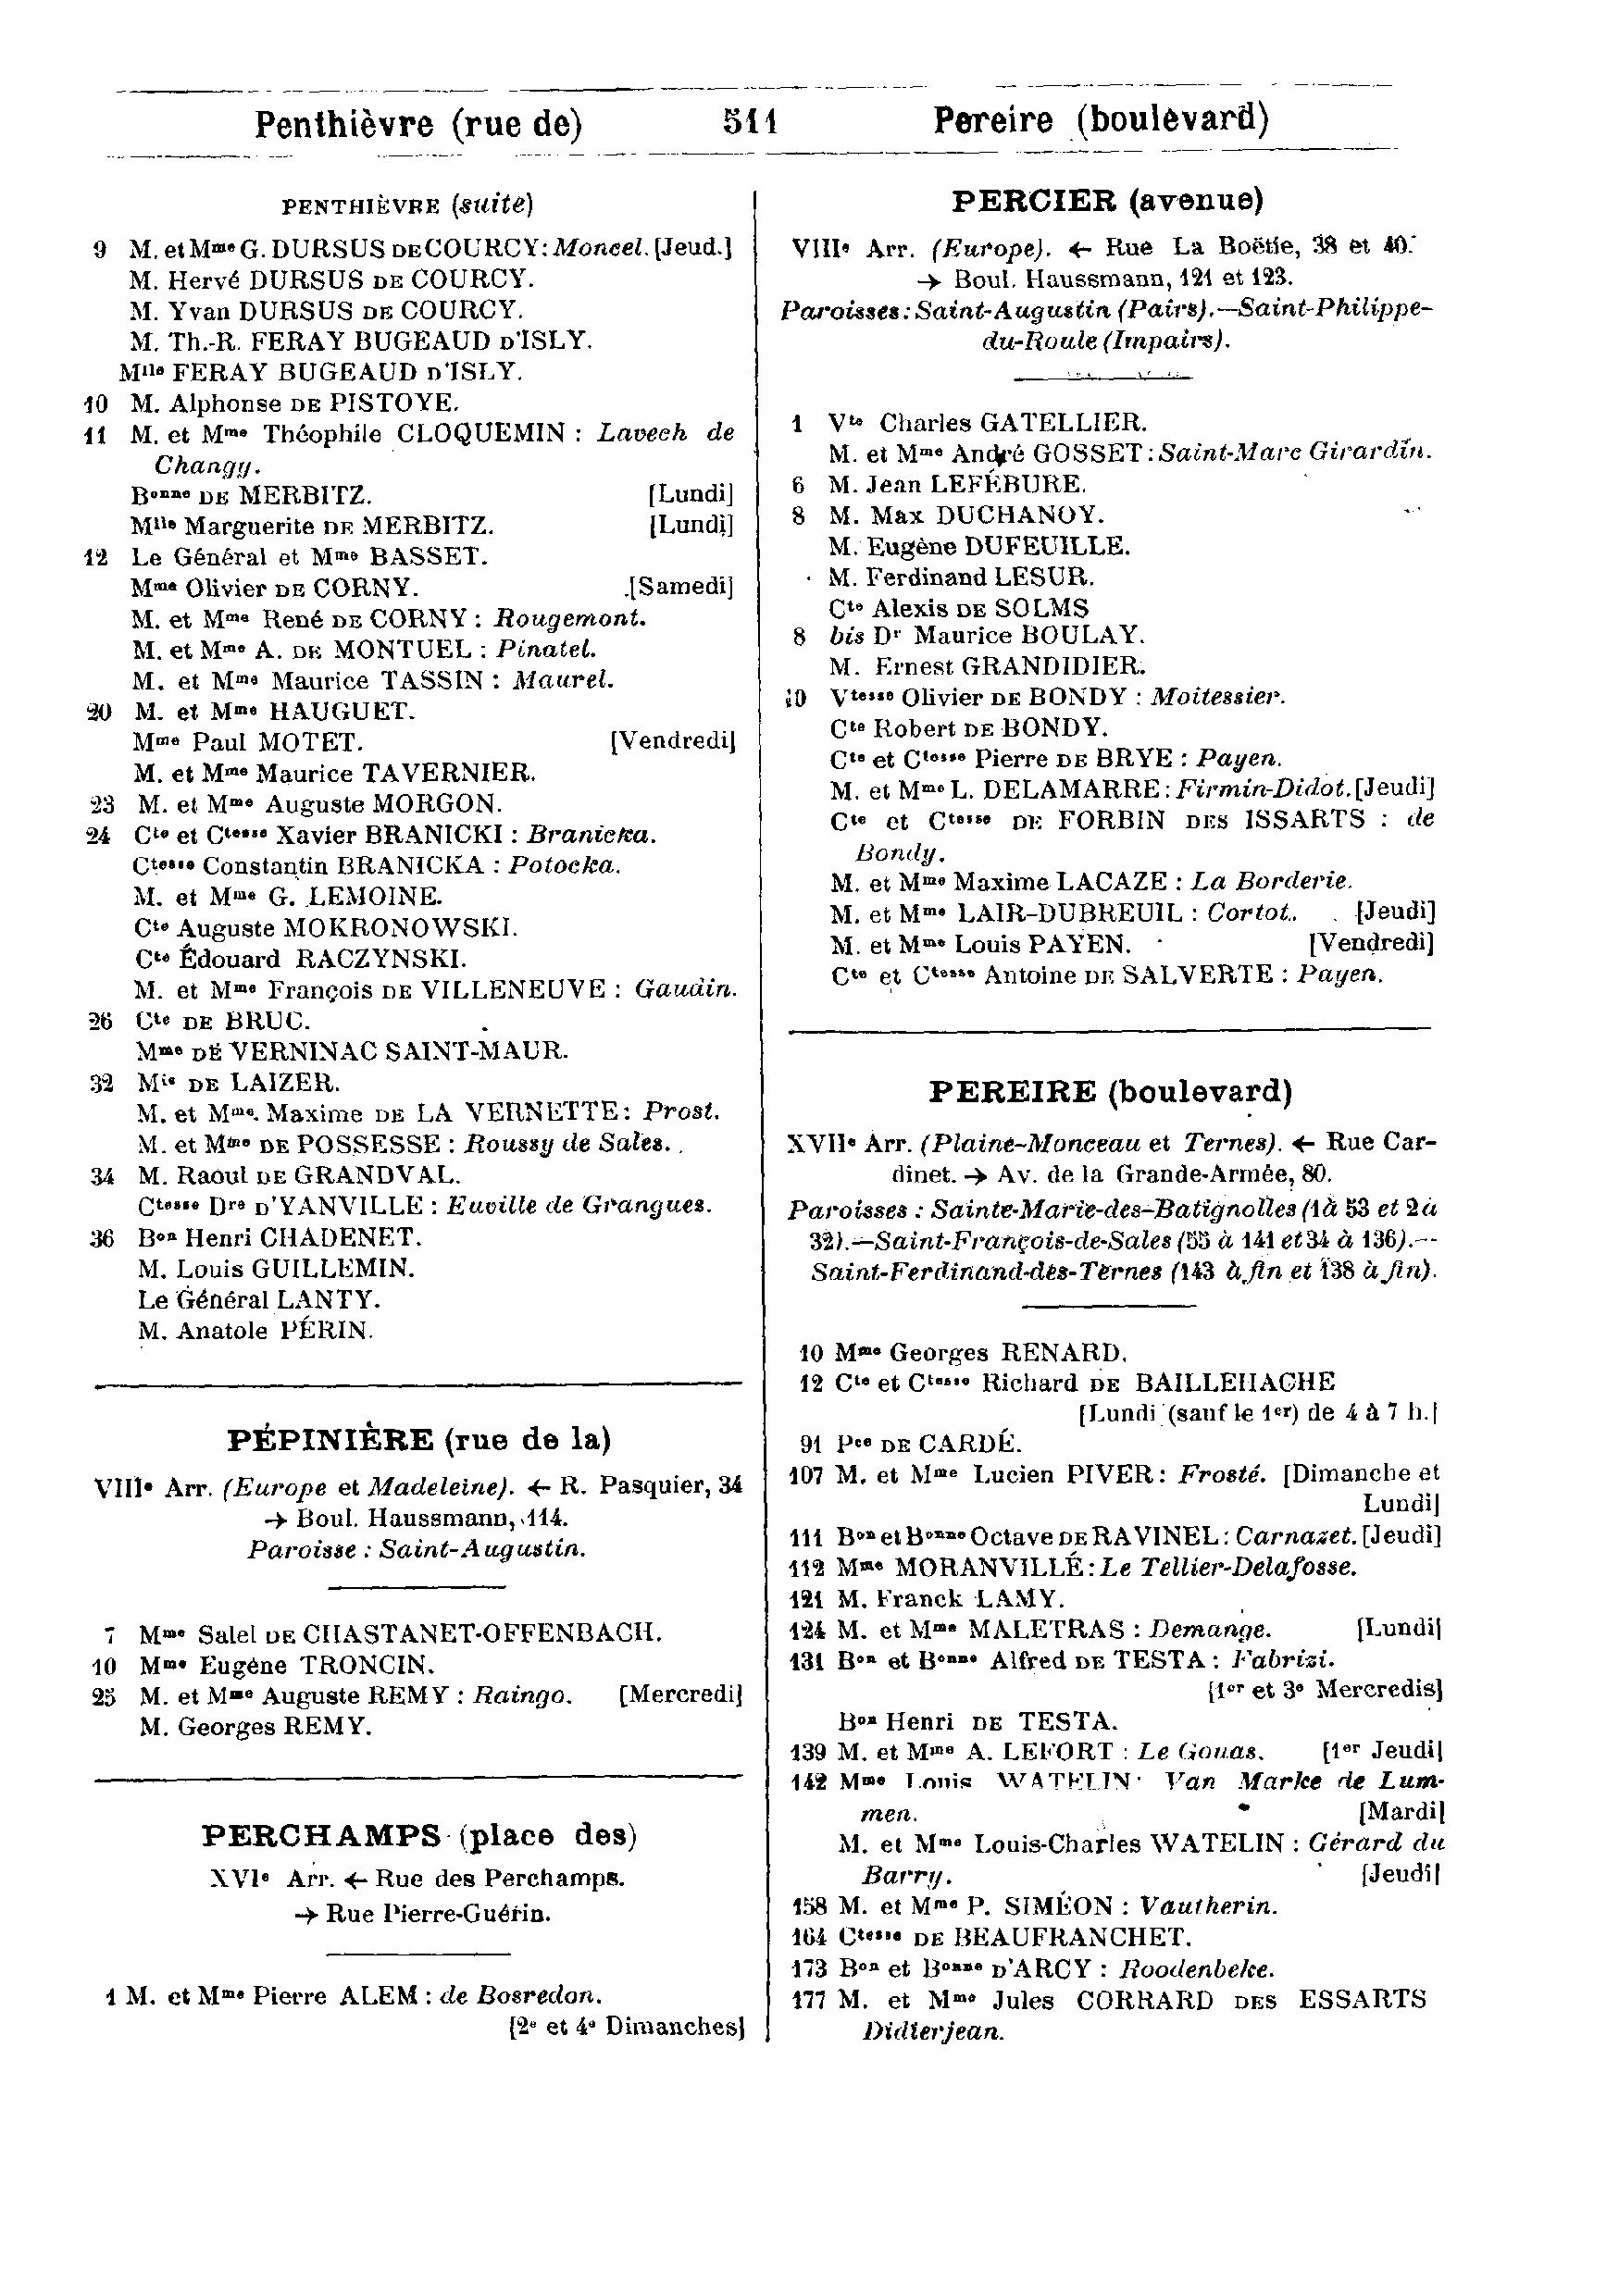 Penthièvre (rue de)
511
Pereire (boulevard)
PENTHIÈVRE (suite)
9 M. et Mme G. DURSUS DE COURCY: Moncel. [Jeud.]
M. Hervé DURSUS DE COURCY.
M. Yvan DURSUS DE COURCY.
M. Th.-R. FERAY BUGEAUD D'ISLY.
Mlle FERAY BUGEAUD D'ISLY.
10 M. Alphonse DE PISTOYE.
11 M. et Mme Théophile CLOQUEMIN : Lavech de
Changy.
Bonne DE MERBITZ. [Lundi]
Mlle Marguerite DE MERBITZ. [Lundi]
12 Le Général et Mme BASSET.
Mme Olivier DE CORNY. [Samedi]
M. et Mme René DE CORNY : Rougemont.
M. et Mme A. DE MONTUEL : Pinatel.
M. et Mme Maurice TASSIN : Maurel.
20 M. et Mme HAUGUET.
Mme Paul MOTET. [Vendredi]
M. et Mme Maurice TAVERNIER.
23 M. et Mme Auguste MORGON.
24 Cte et Ctesse Xavier BRANICKI : Branicka.
Ctesse Constantin BRANICKA : Potocka.
M. et Mme G. LEMOINE.
Cte Auguste MOKRONOWSKI.
Cte Édouard RACZYNSKI.
M. et Mme François DE VILLENEUVE : Gaudin.
26 Cte DE BRUC.
Mme DE VERNINAC SAINT-MAUR.
32 Mis DE LAIZER.
M. et Mme Maxime DE LA VERNETTE : Prost.
M. et Mme DE POSSESSE : Roussy de Sales.
34 M. Raoul DE GRANDVAL.
Ctesse Dre D'YANVILLE : Euville de Grangues.
36 Bon Henri CHADENET.
M. Louis GUILLEMIN.
Le Général LANTY.
M. Anatole PÉRIN.
PÉPINIÈRE (rue de la)
VIIIe Arr. (Europe et Madeleine). ← R. Pasquier, 34
→ Boul. Haussmann, 114.
Paroisse : Saint-Augustin.
7 Mme Salel DE CHASTANET-OFFENBACH.
10 Mme Eugène TRONCIN.
25 M. et Mme Auguste REMY : Raingo. [Mercredi]
M. Georges REMY.
PERCHAMPS (place des)
XVIe Arr. ← Rue des Perchamps.
→ Rue Pierre-Guérin.
1 M. et Mme Pierre ALEM : de Bosredon.
[2e et 4e Dimanches]
PERCIER (avenue)
VIIIe Arr. (Europe). ← Rue La Boëtie, 38 et 40.
→ Boul. Haussmann, 121 et 123.
Paroisses : Saint-Augustin (Pairs).—Saint-Philippe-
du-Roule (Impairs).
1 Vte Charles GATELLIER.
M. et Mme André GOSSET : Saint-Marc Girardin.
6 M. Jean LEFÉBURE.
8 M. Max DUCHANOY.
M. Eugène DUFEUILLE.
M. Ferdinand LESUR.
Cte Alexis DE SOLMS
8 bis Dr Maurice BOULAY.
M. Ernest GRANDIDIER.
10 Vtesse Olivier DE BONDY : Moitessier.
Cte Robert DE BONDY.
Cte et Ctesse Pierre DE BRYE : Payen.
M. et Mme L. DELAMARRE : Firmin-Didot. [Jeudi]
Cte et Ctesse DE FORBIN DES ISSARTS : de
Bondy.
M. et Mme Maxime LACAZE : La Borderie.
M. et Mme LAIR-DUBREUIL : Cortot. [Jeudi]
M. et Mme Louis PAYEN. [Vendredi]
Cte et Ctesse Antoine DE SALVERTE : Payen.
PEREIRE (boulevard)
XVIIe Arr. (Plaine-Monceau et Ternes). ← Rue Car-
dinet. → Av. de la Grande-Armée, 80.
Paroisses : Sainte-Marie-des-Batignolles (1 à 53 et 2 à
32).—Saint-François-de-Sales (55 à 141 et 34 à 136).—
Saint-Ferdinand-des-Ternes (143 à fin et 138 à fin).
10 Mme Georges RENARD.
12 Cte et Ctesse Richard DE BAILLEHACHE
[Lundi (sauf le 1er) de 4 à 7 h.]
91 Pce DE CARDÉ.
107 M. et Mme Lucien PIVER : Frosté. [Dimanche et
Lundi]
111 Bon et Bonne Octave DE RAVINEL : Carnazet. [Jeudi]
112 Mme MORANVILLÉ : Le Tellier-Delafosse.
121 M. Franck LAMY.
124 M. et Mme MALETRAS : Demange. [Lundi]
131 Bon et Bonne Alfred DE TESTA : Fabrizi.
[1er et 3e Mercredis]
Bon Henri DE TESTA.
139 M. et Mme A. LEFORT : Le Gouas. [1er Jeudi]
142 Mme Louis WATELIN : Van Marke de Lum-
men. [Mardi]
M. et Mme Louis-Charles WATELIN : Gérard du
Barry. [Jeudi]
158 M. et Mme P. SIMÉON : Vautherin.
164 Ctesse DE BEAUFRANCHET.
173 Bon et Bonne D'ARCY : Roodenbeke.
177 M. et Mme Jules CORRARD DES ESSARTS
Didierjean.